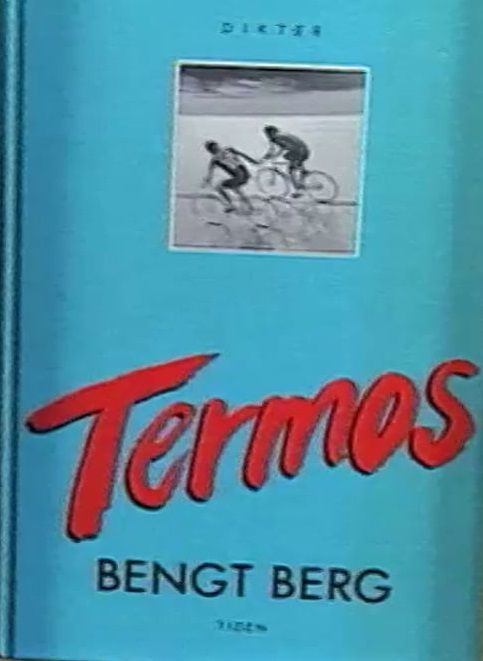 DIKTER
Termos
BENGT BERG
TIDEN